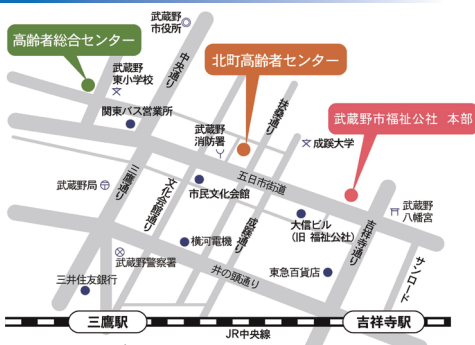 武蔵野
市役所
高齢者総合センター
中央通り
武蔵野
東小学校
北町高齢者センター
扶桑通り
関東バス営業所
武蔵野
消防署
武蔵野市福祉公社 本部
成蹊大学
五日市街道
武蔵野局
三鷹通り
文化会館通り
市民文化会館
成蹊通り
大信ビル
(旧 福祉公社)
吉祥寺通り
武蔵野
八幡宮
横河電機
武蔵野警察署
井の頭通り
サンロード
三井住友銀行
東急百貨店
三鷹駅
吉祥寺駅
JR中央線